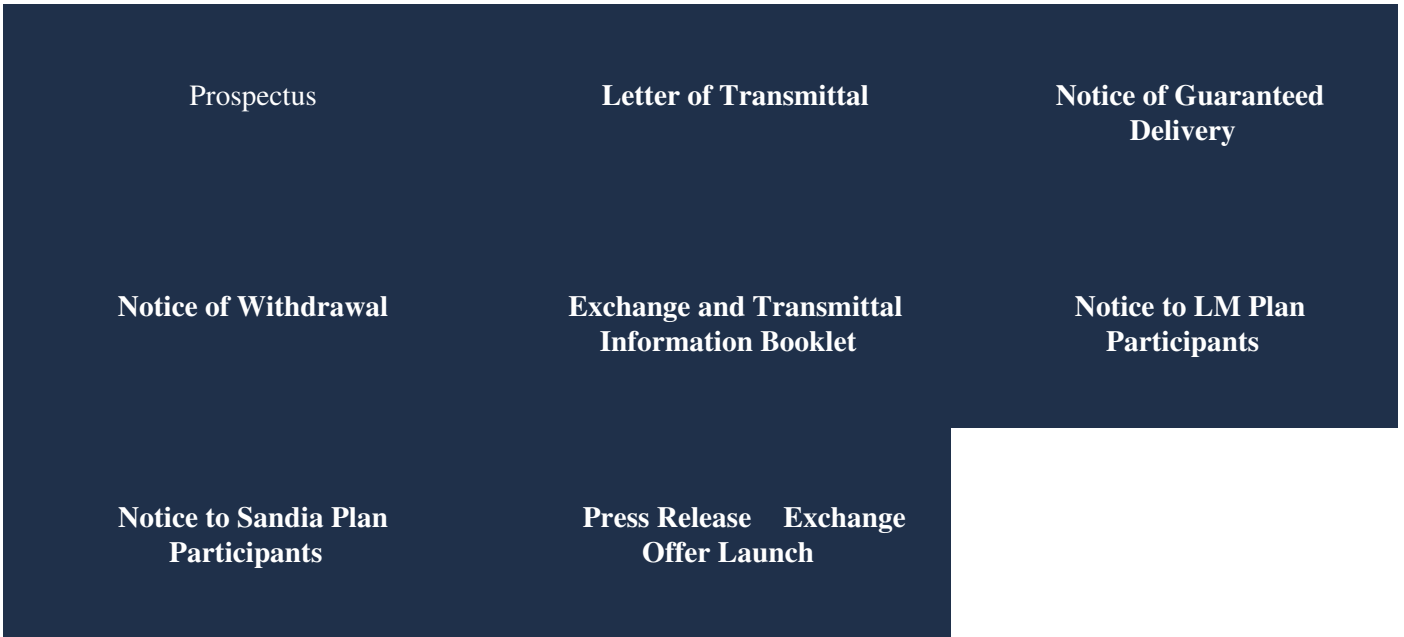 Prospectus
Letter of Transmittal
Notice of Guaranteed
Delivery
Notice of Withdrawal
Exchange and Transmittal
Information Booklet
Notice to LM Plan
Participants
Notice to Sandia Plan
Participants
Press Release Exchange
Offer Launch